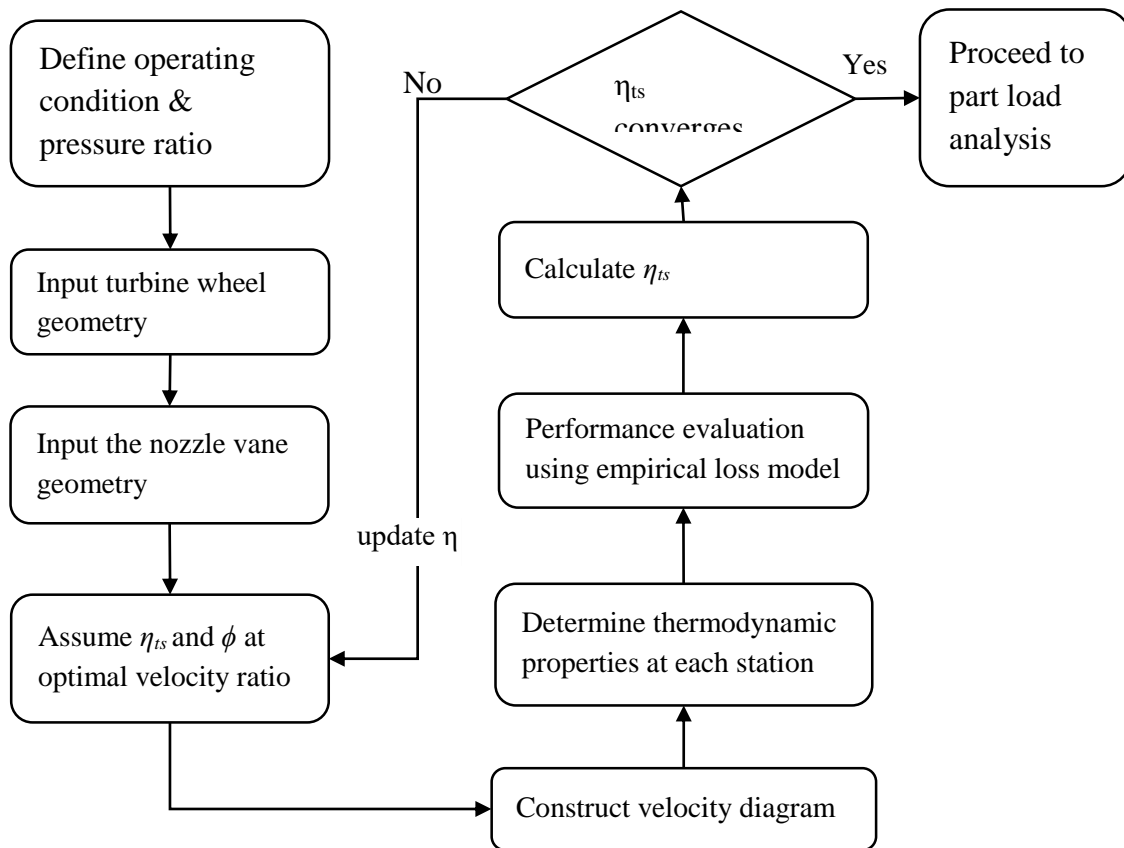 Define operating
condition &
pressure ratio
Input turbine wheel
geometry
Input the nozzle vane
geometry
Assume ηts and ϕ at
optimal velocity ratio
Construct velocity diagram
Determine thermodynamic
properties at each station
Performance evaluation
using empirical loss model
Calculate ηts
ηts
converges
No
update η
Yes
Proceed to
part load
analysis